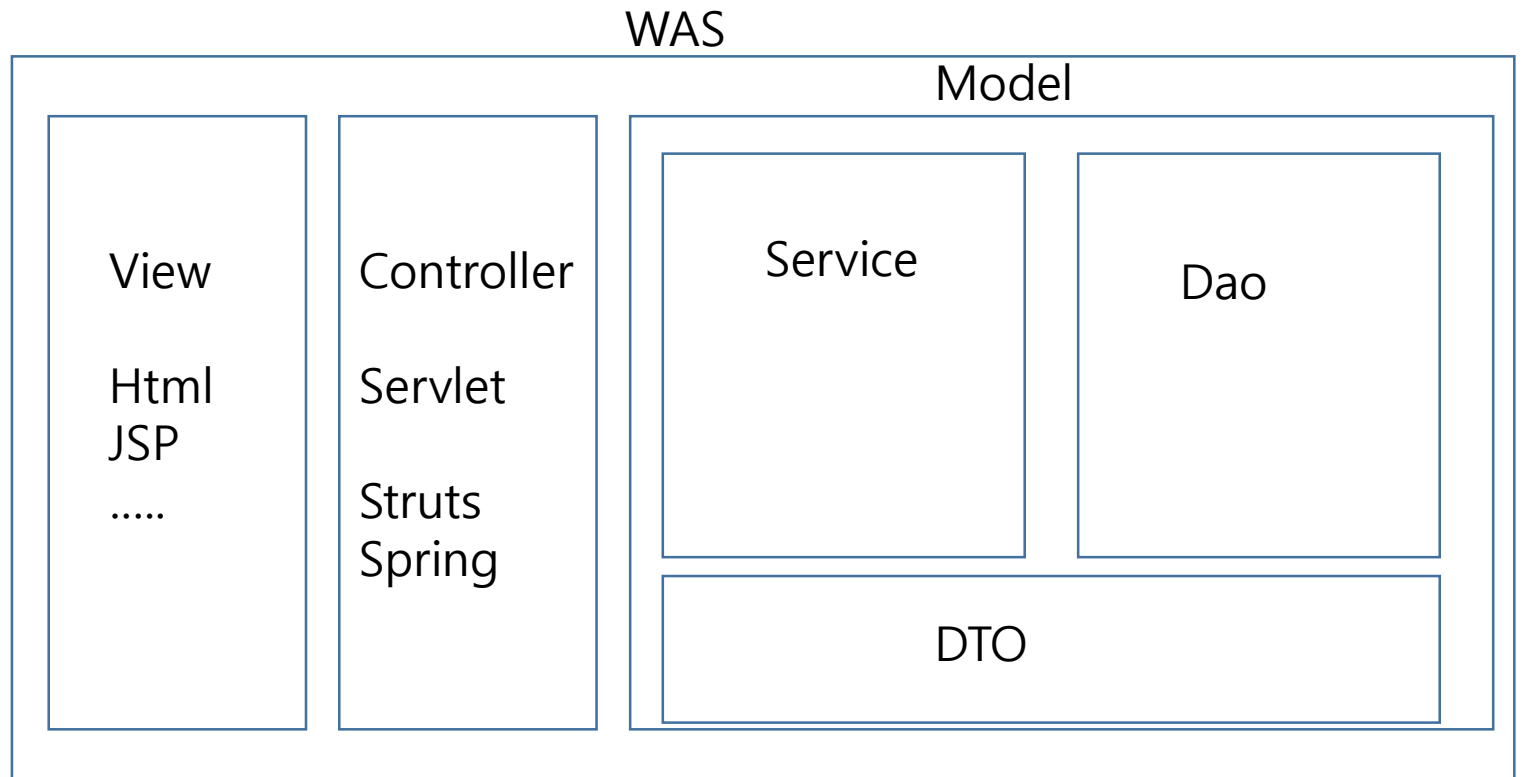 WAS
Model
View
Html
JSP
.....
Controller
Servlet
Struts
Spring
Service
Dao
DTO